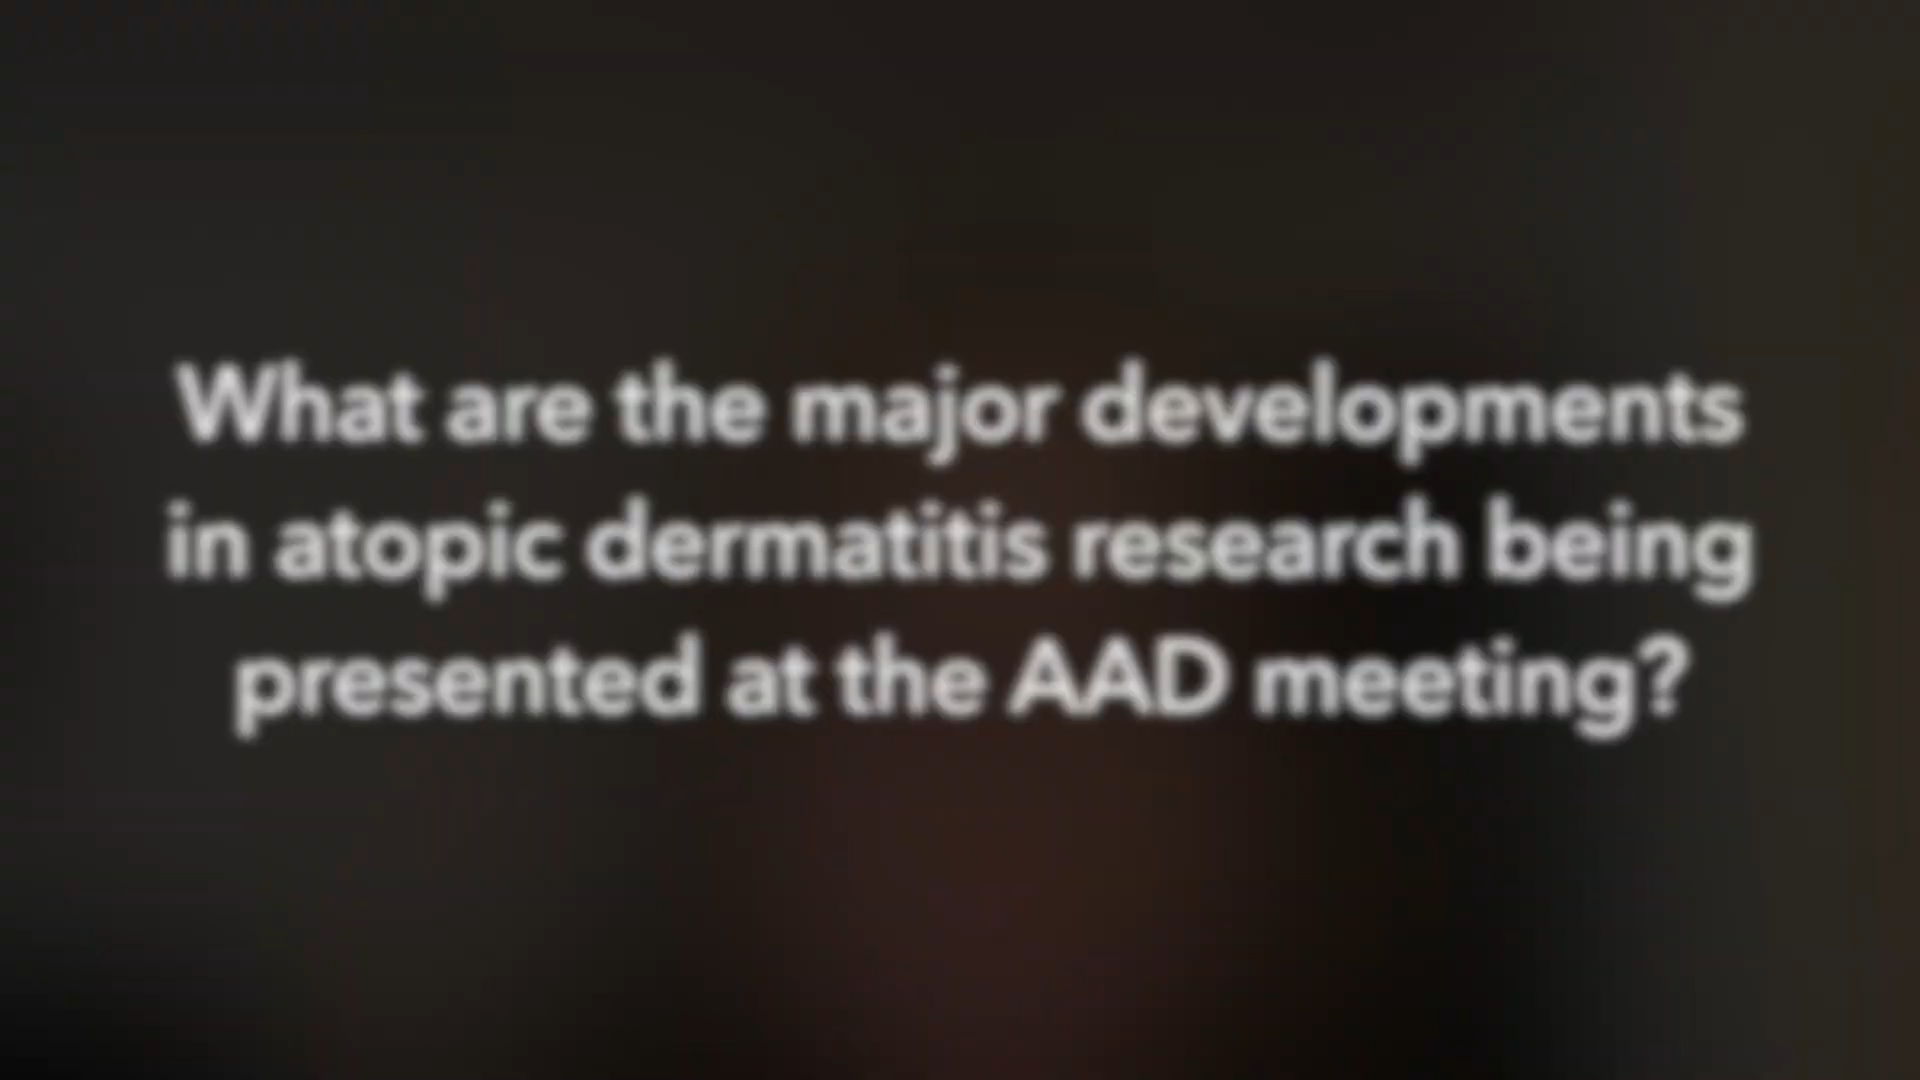 What are the major developments
in atopic dermatitis research being
presented at the AAD meeting?